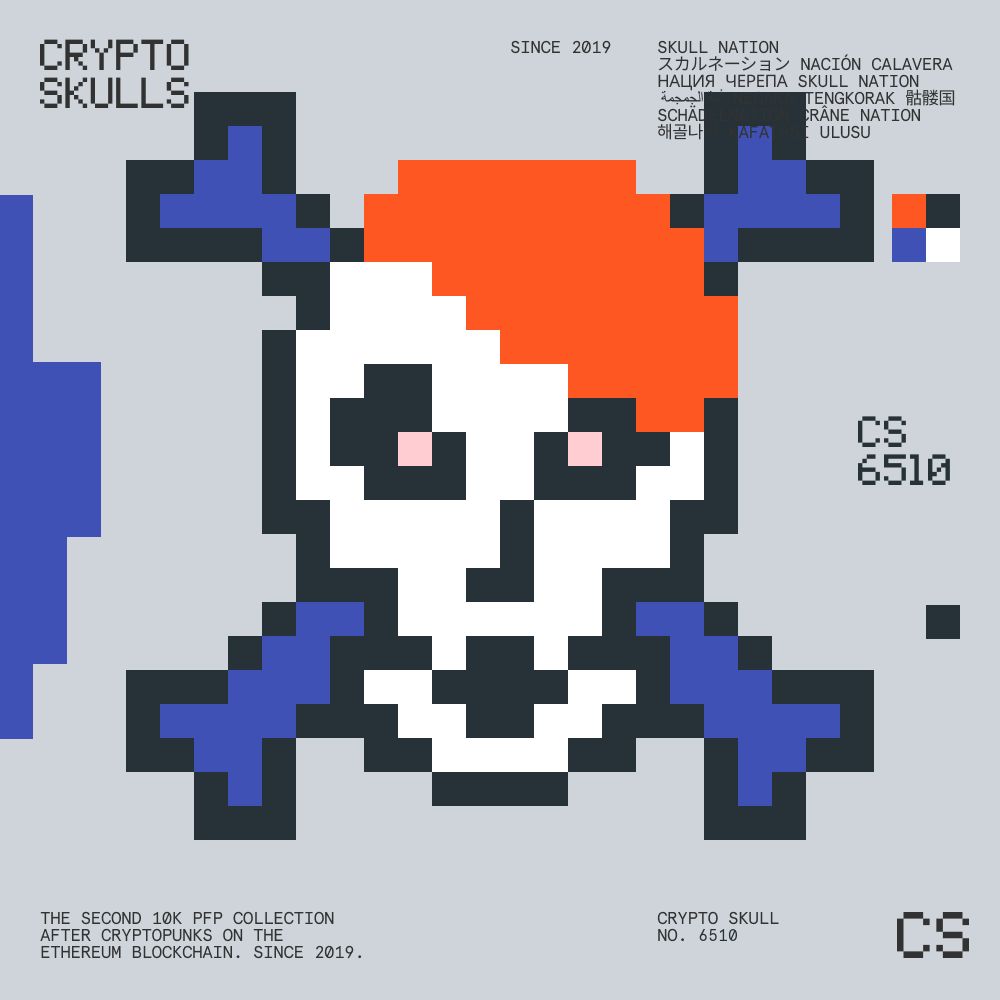 CRYPTO
SKULLS
SINCE 2019
SKULL NATION
スカルネーション NACIÓN CALAVERA
НАЦИЯ ЧЕРЕПА SKULL NATION
الجمجمة TENGKORAK 骷髅国
CRÂNE NATION
ULUSU
CS
6510
THE SECOND 10K PFP COLLECTION
AFTER CRYPTOPUNKS ON THE
ETHEREUM BLOCKCHAIN. SINCE 2019.
CRYPTO SKULL
NO. 6510
CS